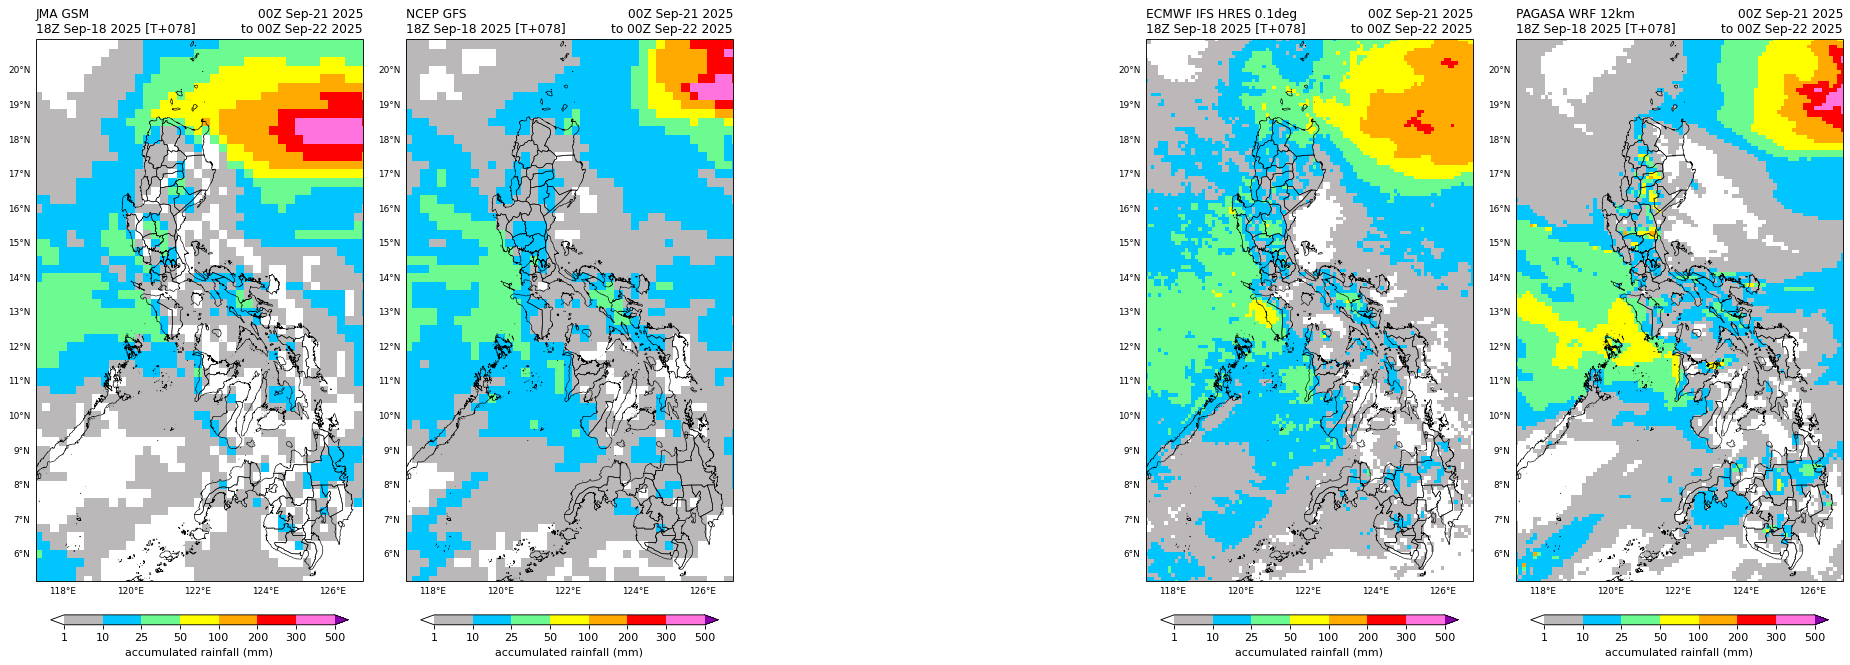 JMA GSM 00Z Sep-21 2025
18Z Sep-18 2025 [T+078] to 00Z Sep-22 2025
20°N
19°N
18°N
17°N
16°N
15°N
14°N
13°N
12°N
11°N
10°N
9°N
8°N
7°N
6°N
118°E 120°E 122°E 124°E 126°E
1 10 25 50 100 200 300 500
accumulated rainfall (mm)
NCEP GFS 00Z Sep-21 2025
18Z Sep-18 2025 [T+078] to 00Z Sep-22 2025
20°N
19°N
18°N
17°N
16°N
15°N
14°N
13°N
12°N
11°N
10°N
9°N
8°N
7°N
6°N
118°E 120°E 122°E 124°E 126°E
1 10 25 50 100 200 300 500
accumulated rainfall (mm)
ECMWF IFS HRES 0.1deg 00Z Sep-21 2025
18Z Sep-18 2025 [T+078] to 00Z Sep-22 2025
20°N
19°N
18°N
17°N
16°N
15°N
14°N
13°N
12°N
11°N
10°N
9°N
8°N
7°N
6°N
118°E 120°E 122°E 124°E 126°E
1 10 25 50 100 200 300 500
accumulated rainfall (mm)
PAGASA WRF 12km 00Z Sep-21 2025
18Z Sep-18 2025 [T+078] to 00Z Sep-22 2025
20°N
19°N
18°N
17°N
16°N
15°N
14°N
13°N
12°N
11°N
10°N
9°N
8°N
7°N
6°N
118°E 120°E 122°E 124°E 126°E
1 10 25 50 100 200 300 500
accumulated rainfall (mm)